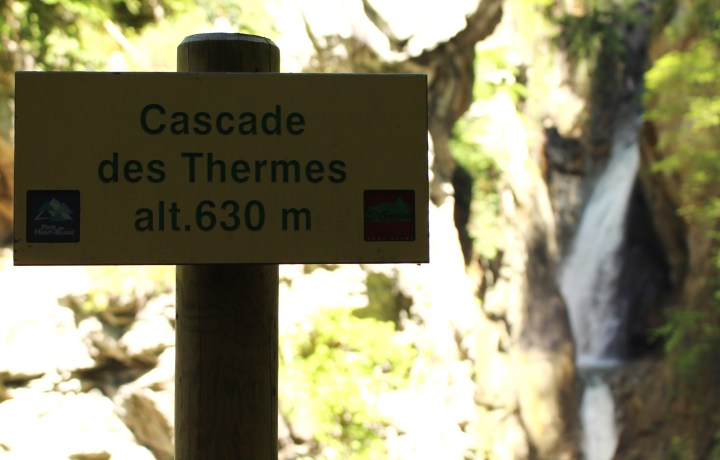 Cascade
des Thermes
alt.630 m